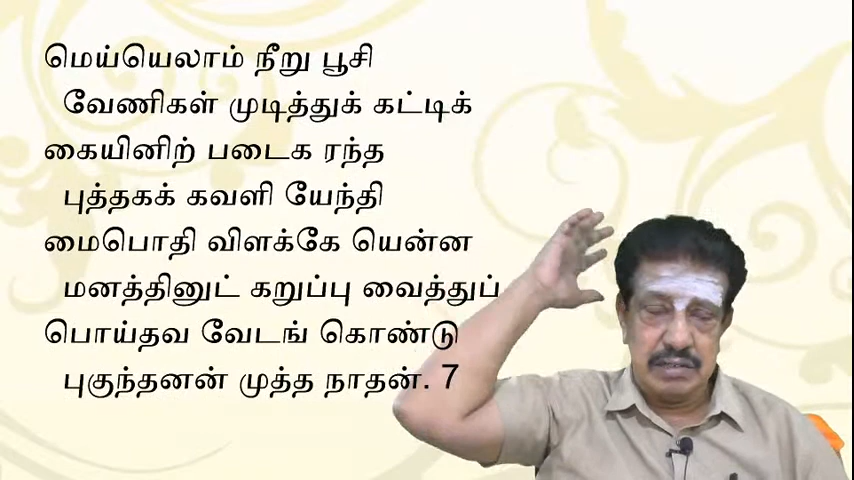 மெய்யெலாம் நீறு பூசி
வேணிகள் முடித்துக் கட்டிக்
கையினிற் படைக ரந்த
புத்தகக் கவளி யேந்தி
மைபொதி விளக்கே யென்ன
மனத்தினுட் கறுப்பு வைத்துப்
பொய்தவ வேடங் கொண்டு
புகுந்தனன் முத்த நாதன். 7